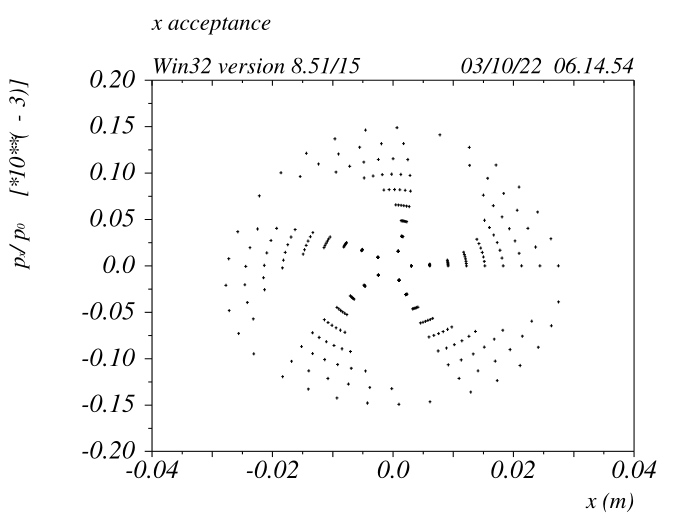 x acceptance
Win32 version 8.51/15 03/10/22 06.14.54
0.20
0.15
0.10
0.05
0.0
-0.05
-0.10
-0.15
-0.20
-0.04 -0.02 0.0 0.02 0.04
x (m)
px/ p0 [*10**( - 3)]